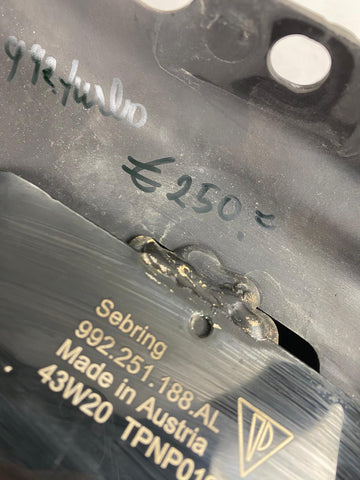 992 turbo
€ 250.=
Sebring
992.251.188.AL
Made in Austria
43W20 TPNP01